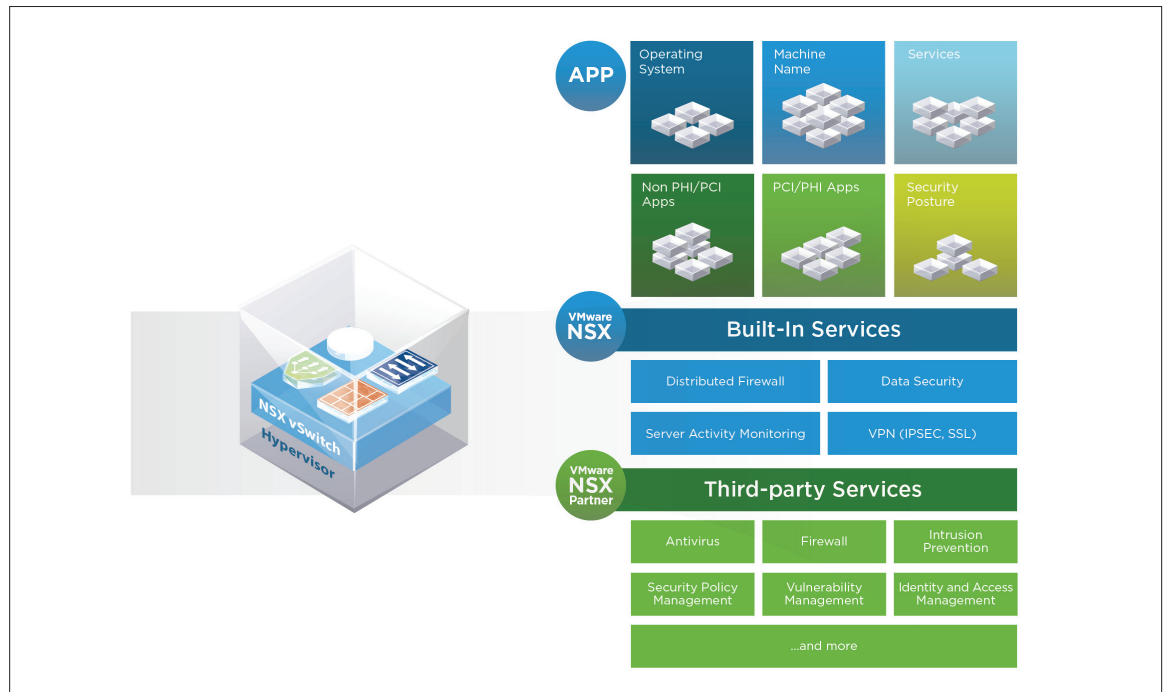 APP
Operating
System
Machine
Name
Services
Non PHI/PCI
Apps
PCI/PHI Apps
Security
Posture
NSX vSwitch
Hypervisor
VMware
NSX
Built-In Services
Distributed Firewall
Data Security
Server Activity Monitoring
VPN (IPSEC, SSL)
VMware
NSX
Partner
Third-party Services
Antivirus
Firewall
Intrusion
Prevention
Security Policy
Management
Vulnerability
Management
Identity and Access
Management
...and more